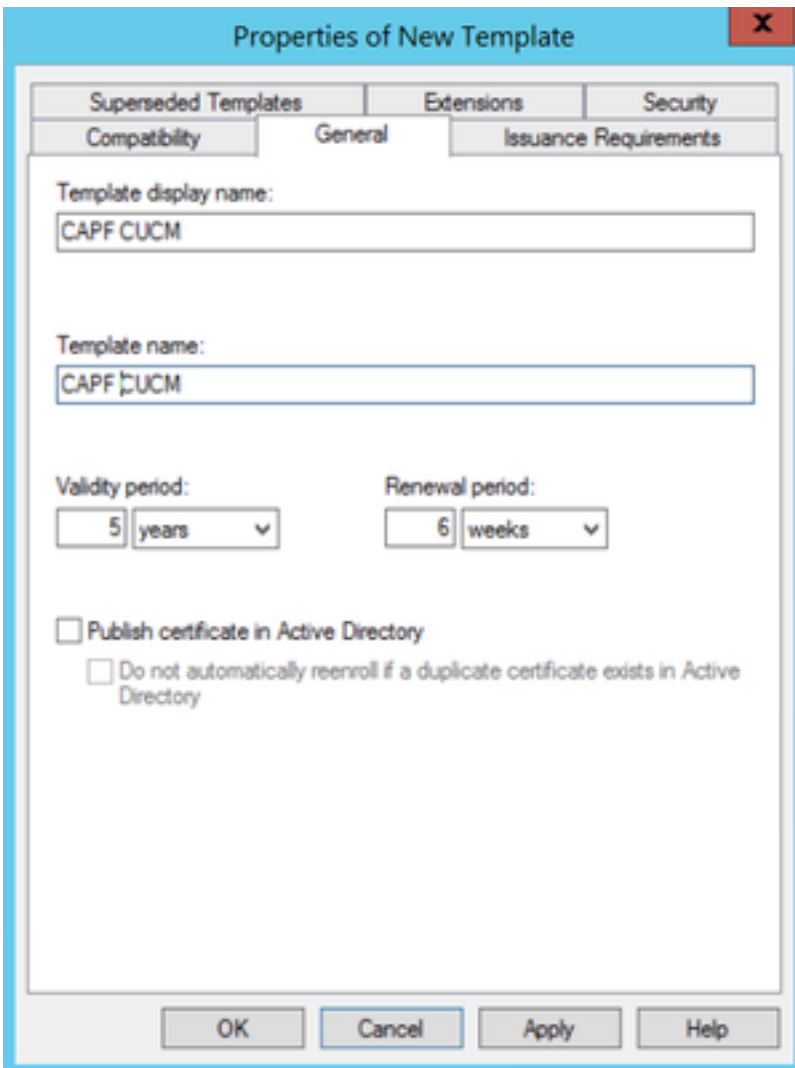 Properties of New Template
x
Superseded Templates Extensions Security
Compatibility General Issuance Requirements
Template display name:
CAPF CUCM
Template name:
CAPF CUCM
Validity period: Renewal period:
5 years 6 weeks
Publish certificate in Active Directory
Do not automatically reenroll if a duplicate certificate exists in Active
Directory
OK Cancel Apply Help